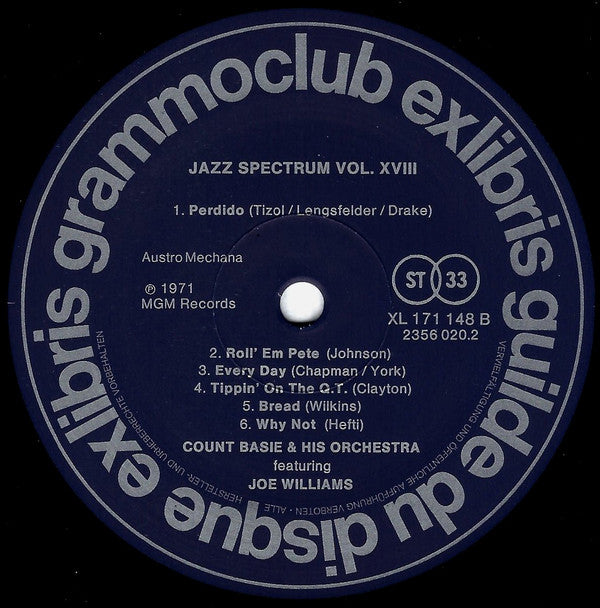 grammoclub exlibris guilde du disque ex libris
JAZZ SPECTRUM VOL. XVIII
1. Perdido (Tizol / Lengsfelder / Drake)
Austro Mechana
℗ 1971
MGM Records
ST 33
XL 171 148 B
2356 020.2
2. Roll' Em Pete (Johnson)
3. Every Day (Chapman / York)
4. Tippin' On The Q.T. (Clayton)
5. Bread (Wilkins)
6. Why Not (Hefti)
COUNT BASIE & HIS ORCHESTRA
featuring
JOE WILLIAMS
ALLE HERSTELLER- UND URHEBERRECHTE VORBEHALTEN
VERVIELFÄLTIGUNG UND ÖFFENTLICHE AUFFÜHRUNG VERBOTEN -